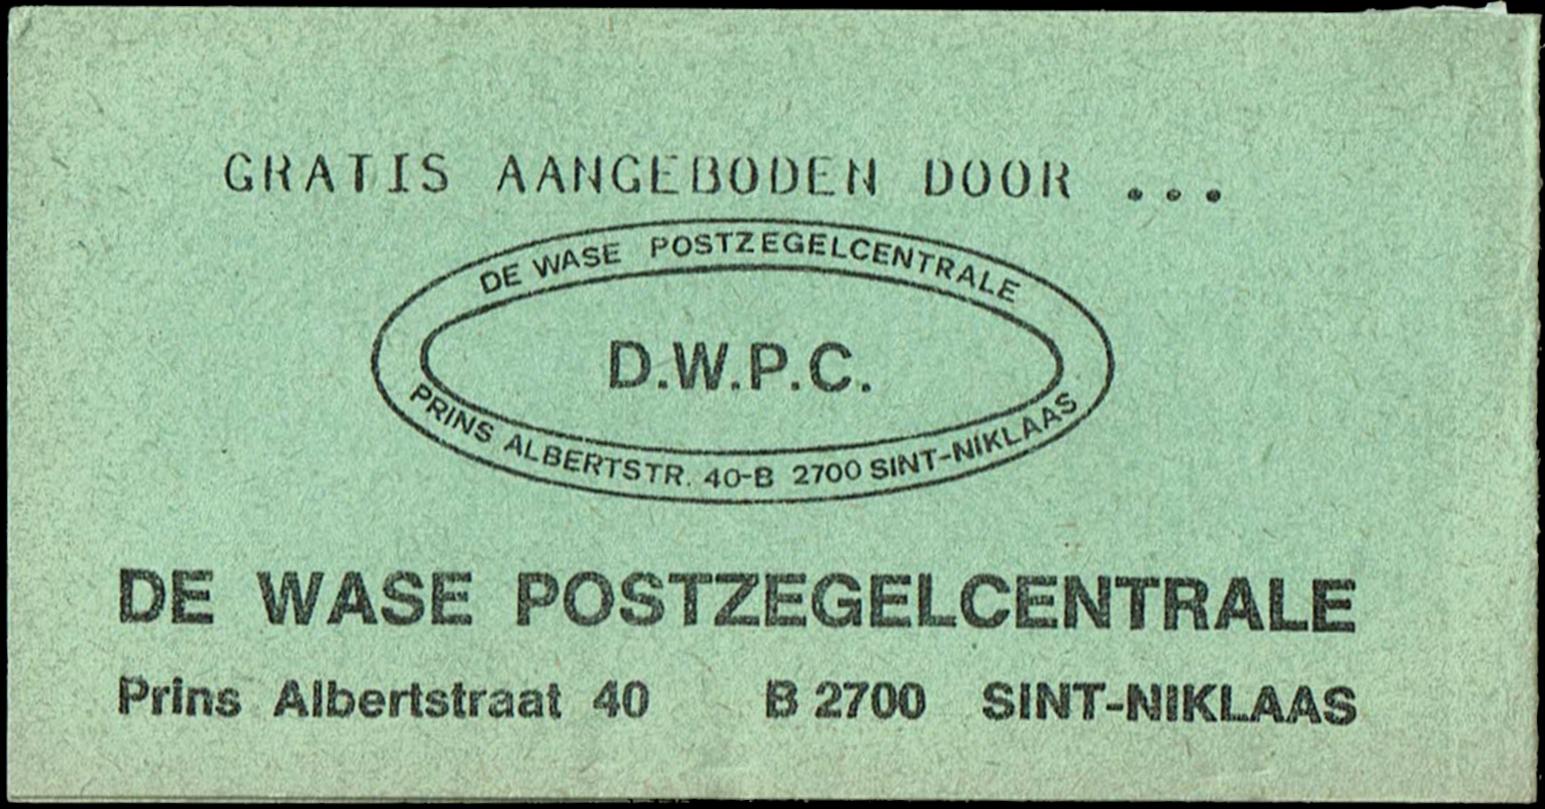 GRATIS AANGEBODEN DOOR ...
DE WASE POSTZEGELCENTRALE
D.W.P.C.
PRINS ALBERTSTR. 40-B 2700 SINT-NIKLAAS
DE WASE POSTZEGELCENTRALE
Prins Albertstraat 40 B 2700 SINT-NIKLAAS